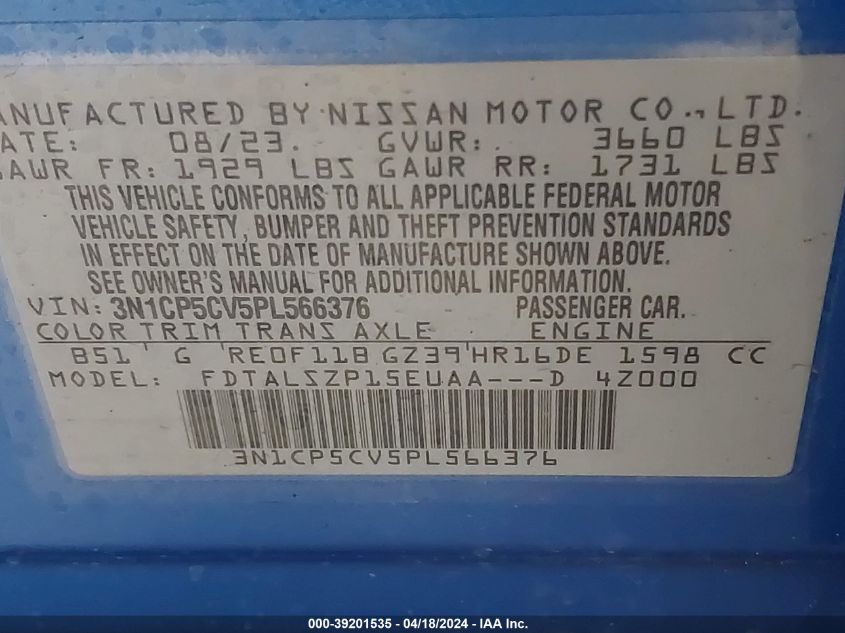 ANUFACTURED BY NISSAN MOTOR CO., LTD.
ATE: 08/23. GVWR: 3660 LBS
GAWR FR: 1929 LBS GAWR RR: 1731 LBS
THIS VEHICLE CONFORMS TO ALL APPLICABLE FEDERAL MOTOR
VEHICLE SAFETY, BUMPER AND THEFT PREVENTION STANDARDS
IN EFFECT ON THE DATE OF MANUFACTURE SHOWN ABOVE.
SEE OWNER'S MANUAL FOR ADDITIONAL INFORMATION.
VIN: 3N1CP5CV5PL566376 PASSENGER CAR.
COLOR TRIM TRANS AXLE ENGINE
B51 G RE0F11B GZ39 HR16DE 1598 CC
MODEL: FDTALSZP15EUAA---D 4Z000
3N1CP5CV5PL566376
000-39201535 - 04/18/2024 - IAA Inc.